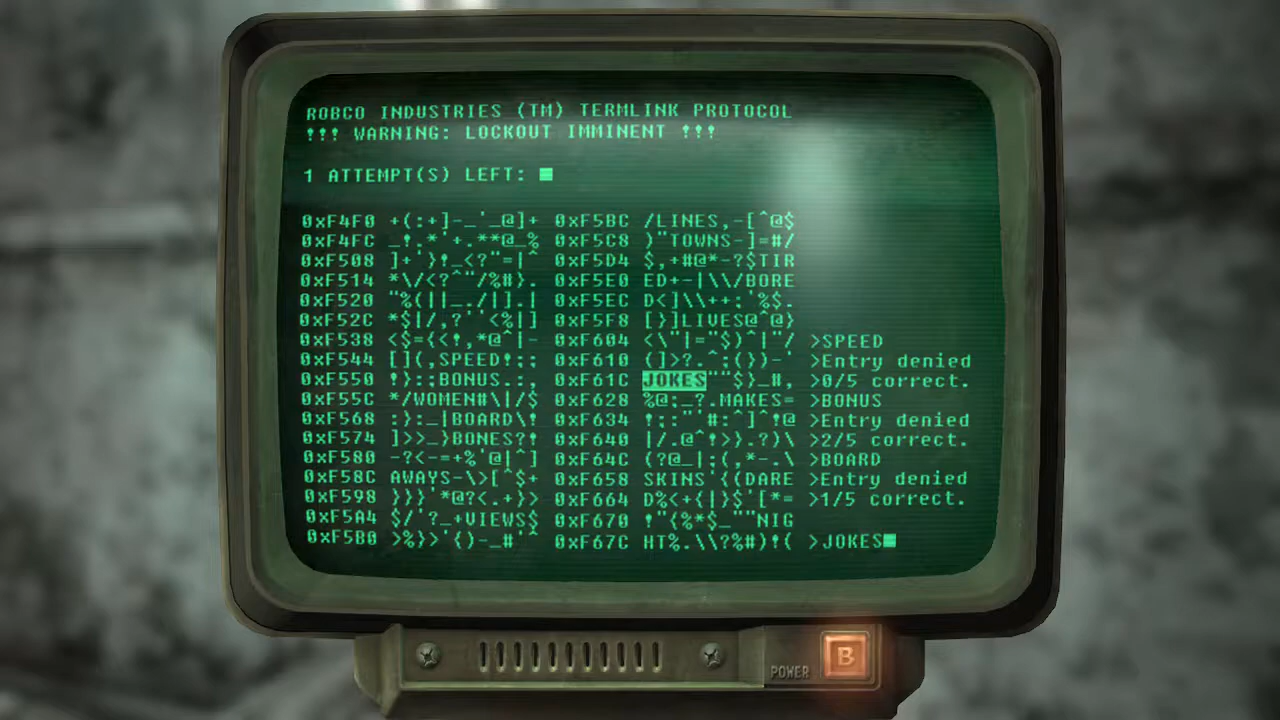 ROBCO INDUSTRIES (TM) TERMLINK PROTOCOL
!!! WARNING: LOCKOUT IMMINENT !!!
1 ATTEMPT(S) LEFT: ■
0xF4F0 +(:+]-_'_@]+ 0xF5BC /LINES,-[^@$
0xF4FC _!.*'+.**@_% 0xF5C8 )"TOWNS-]=#/
0xF508 ]+'}!_<?"=|^ 0xF5D4 $,+#@*-?$TIR
0xF514 *\/<?^"/%#}. 0xF5E0 ED+-|\\/BORE
0xF520 "%(||_./|].| 0xF5EC D<]\\++:'%$.
0xF52C *$|/,?''<%|] 0xF5F8 [}]LIVES@^@}
0xF538 <$={<!,*@^|- 0xF604 <\"|="$)^|"/ >SPEED
0xF544 [](,SPEED!;: 0xF610 (]>?.^;(})-' >Entry denied
0xF550 !}::BONUS.:, 0xF61C JOKES""$}_#, >0/5 correct.
0xF55C */WOMEN#\|/$ 0xF628 %@;_?.MAKES= >BONUS
0xF568 :}:_|BOARD\! 0xF634 !;:"'#:^]^!@ >Entry denied
0xF574 ]>>_}BONES?! 0xF640 |/.@^!>}.?)\ >2/5 correct.
0xF580 -?<-=+%'@|^] 0xF64C (?@_|;(,*-.\ >BOARD
0xF58C AWAYS-\>[^$+ 0xF658 SKINS'{(DARE >Entry denied
0xF598 }}}'*@?<.+}> 0xF664 D%<+{|}$'[*= >1/5 correct.
0xF5A4 $/'?_+VIEWS$ 0xF670 !"{%*$_""NIG
0xF5B0 >%}>'()-_#'^ 0xF67C HT%.\\?%#)!( >JOKES■
POWER
B